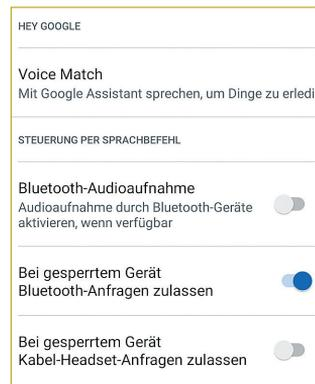 HEY GOOGLE
Voice Match
Mit Google Assistant sprechen, um Dinge zu erledi
STEUERUNG PER SPRACHBEFEHL
Bluetooth-Audioaufnahme
Audioaufnahme durch Bluetooth-Geräte
aktivieren, wenn verfügbar
Bei gesperrtem Gerät
Bluetooth-Anfragen zulassen
Bei gesperrtem Gerät
Kabel-Headset-Anfragen zulassen